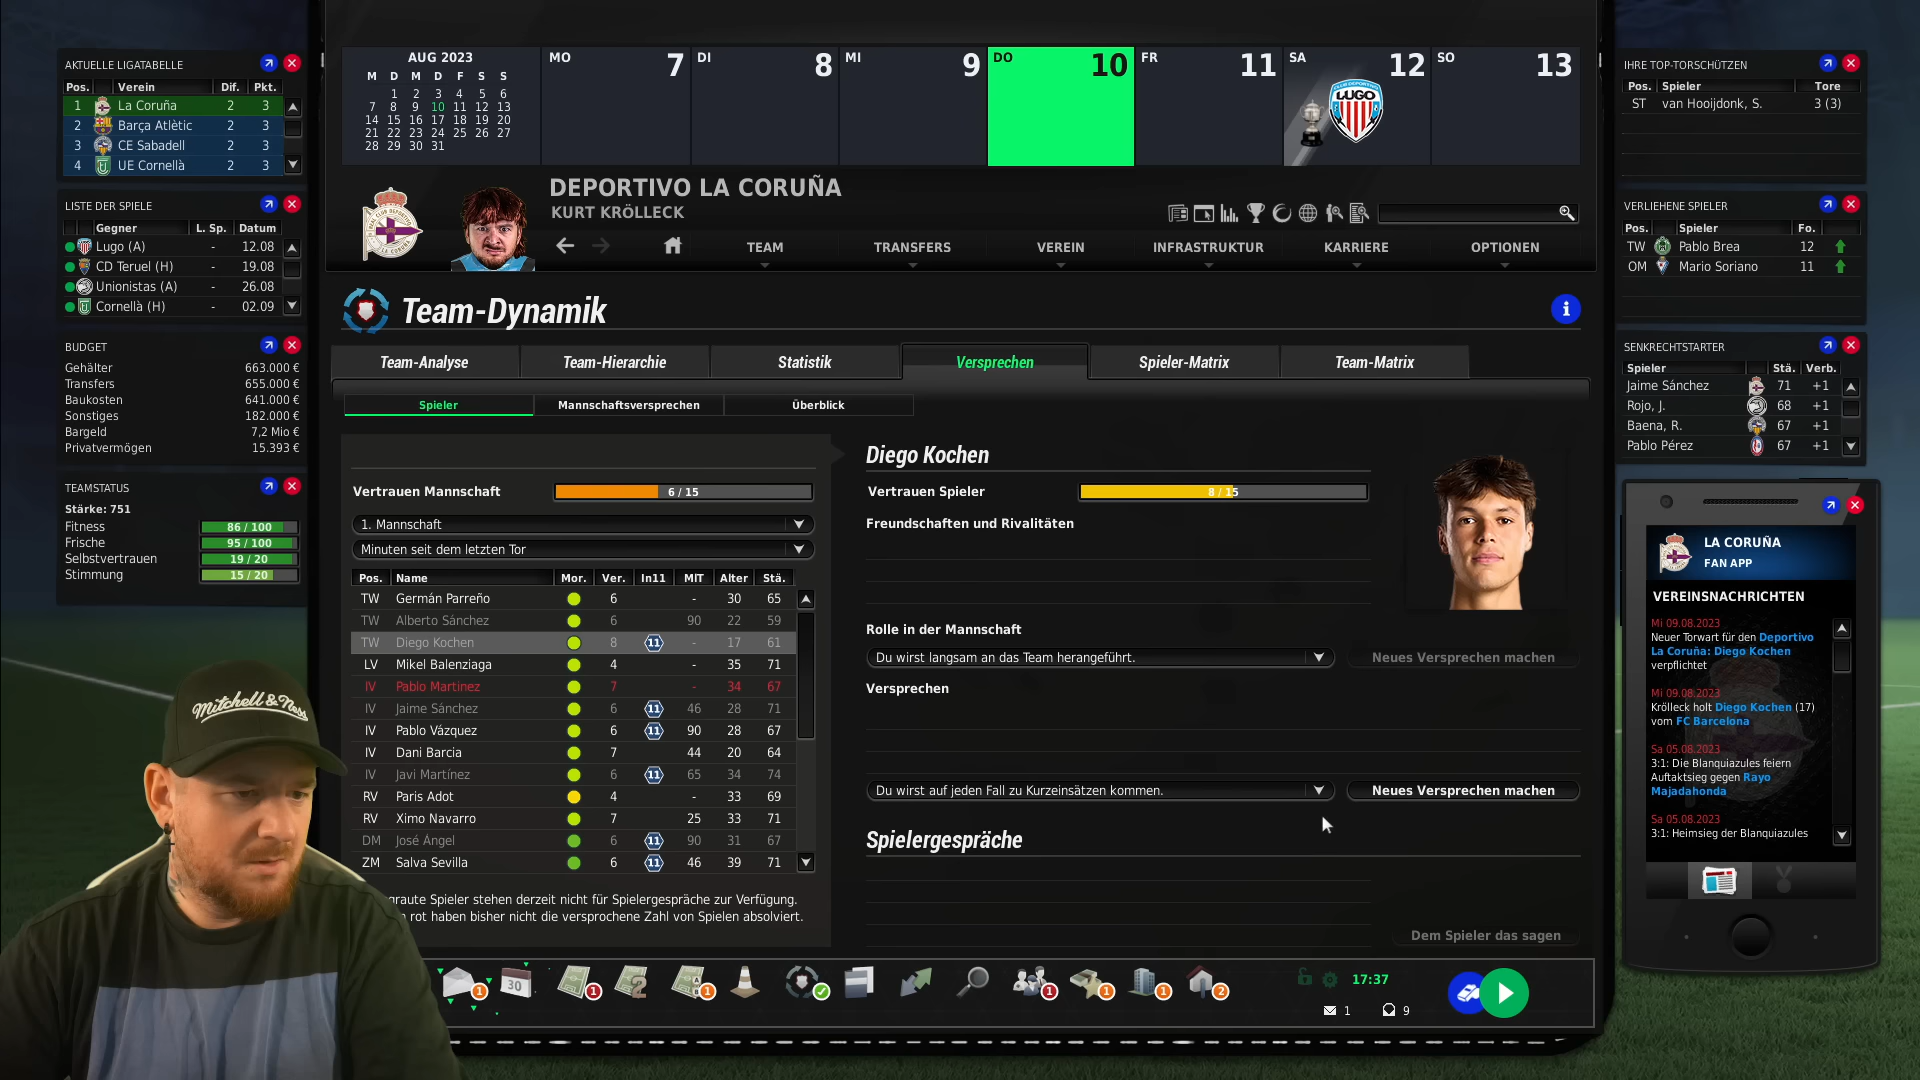 AKTUELLE LIGATABELLE
Pos. Verein Dif. Pkt.
1 La Coruña 2 3
2 Barça Atlètic 2 3
3 CE Sabadell 2 3
4 UE Cornellà 2 3
LISTE DER SPIELE
Gegner L. Sp. Datum
Lugo (A) - 12.08
CD Teruel (H) - 19.08
Unionistas (A) - 26.08
Cornellà (H) - 02.09
BUDGET
Gehälter 663.000 €
Transfers 655.000 €
Baukosten 641.000 €
Sonstiges 182.000 €
Bargeld 7,2 Mio €
Privatvermögen 15.393 €
TEAMSTATUS
Stärke: 751
Fitness 86 / 100
Frische 95 / 100
Selbstvertrauen 19 / 20
Stimmung 15 / 20
AUG 2023
M D M D F S S
1 2 3 4 5 6
7 8 9 10 11 12 13
14 15 16 17 18 19 20
21 22 23 24 25 26 27
28 29 30 31
MO 7 DI 8 MI 9 DO 10 FR 11 SA 12 SO 13
LUGO
DEPORTIVO LA CORUÑA
KURT KRÖLLECK
TEAM TRANSFERS VEREIN INFRASTRUKTUR KARRIERE OPTIONEN
Team-Dynamik
Team-Analyse Team-Hierarchie Statistik Versprechen Spieler-Matrix Team-Matrix
Spieler Mannschaftsversprechen Überblick
Vertrauen Mannschaft 6 / 15
1. Mannschaft
Minuten seit dem letzten Tor
Pos. Name Mor. Ver. In11 MlT Alter Stä.
TW Germán Parreño 6 - 30 65
TW Alberto Sánchez 6 90 22 59
TW Diego Kochen 8 11 - 17 61
LV Mikel Balenziaga 4 - 35 71
IV Pablo Martinez 7 - 34 67
IV Jaime Sánchez 6 11 46 28 71
IV Pablo Vázquez 6 11 90 28 67
IV Dani Barcia 7 44 20 64
IV Javi Martínez 6 11 65 34 74
RV Paris Adot 4 - 33 69
RV Ximo Navarro 7 25 33 71
DM José Ángel 6 11 90 31 67
ZM Salva Sevilla 6 11 46 39 71
graute Spieler stehen derzeit nicht für Spielergespräche zur Verfügung.
rot haben bisher nicht die versprochene Zahl von Spielen absolviert.
Diego Kochen
Vertrauen Spieler 8 / 15
Freundschaften und Rivalitäten
Rolle in der Mannschaft
Du wirst langsam an das Team herangeführt. Neues Versprechen machen
Versprechen
Du wirst auf jeden Fall zu Kurzeinsätzen kommen. Neues Versprechen machen
Spielergespräche
Dem Spieler das sagen
1 30 1 2 1 1 1 1 2
17:37
1 9
IHRE TOP-TORSCHÜTZEN
Pos. Spieler Tore
ST van Hooijdonk, S. 3 (3)
VERLIEHENE SPIELER
Pos. Spieler Fo.
TW Pablo Brea 12
OM Mario Soriano 11
SENKRECHTSTARTER
Spieler Stä. Verb.
Jaime Sánchez 71 +1
Rojo, J. 68 +1
Baena, R. 67 +1
Pablo Pérez 67 +1
LA CORUÑA
FAN APP
VEREINSNACHRICHTEN
Mi 09.08.2023
Neuer Torwart für den Deportivo
La Coruña: Diego Kochen
verpflichtet
Mi 09.08.2023
Krölleck holt Diego Kochen (17)
vom FC Barcelona
Sa 05.08.2023
3:1: Die Blanquiazules feiern
Auftaktsieg gegen Rayo
Majadahonda
Sa 05.08.2023
3:1: Heimsieg der Blanquiazules
Mitchell & Ness